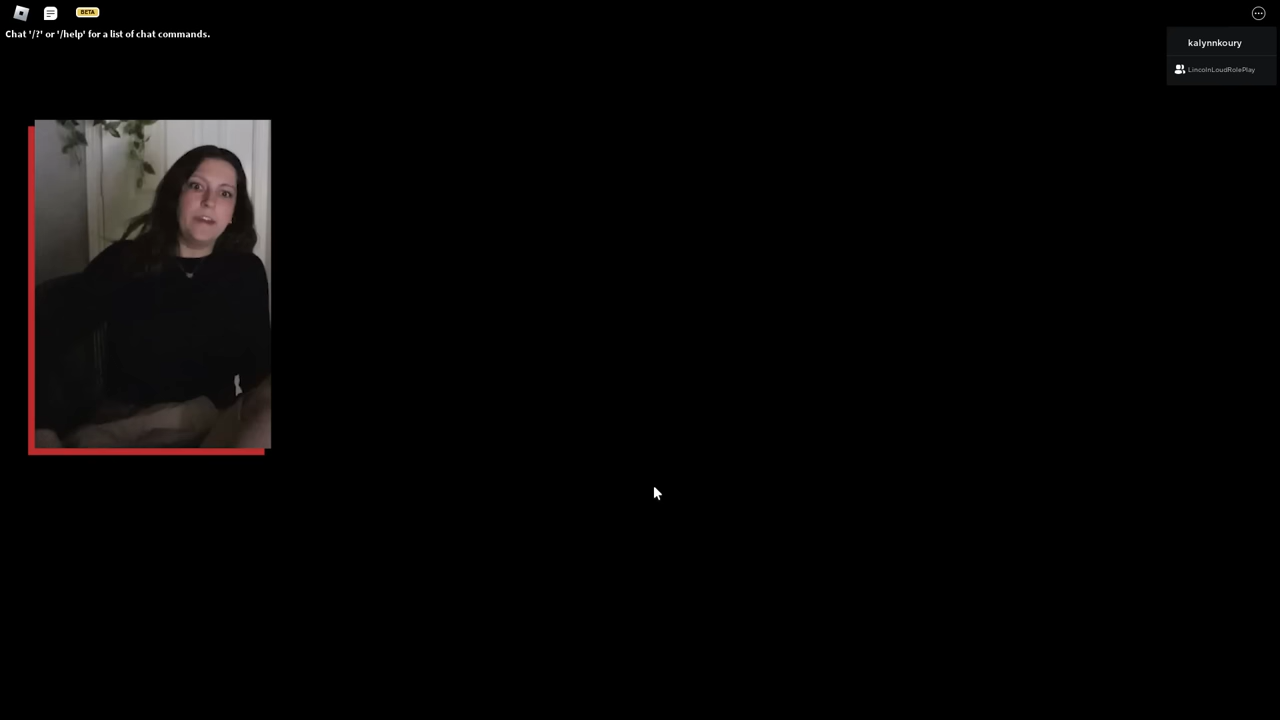 BETA
Chat '/?' or '/help' for a list of chat commands.
kalynnkoury
LincolnLoudRolePlay